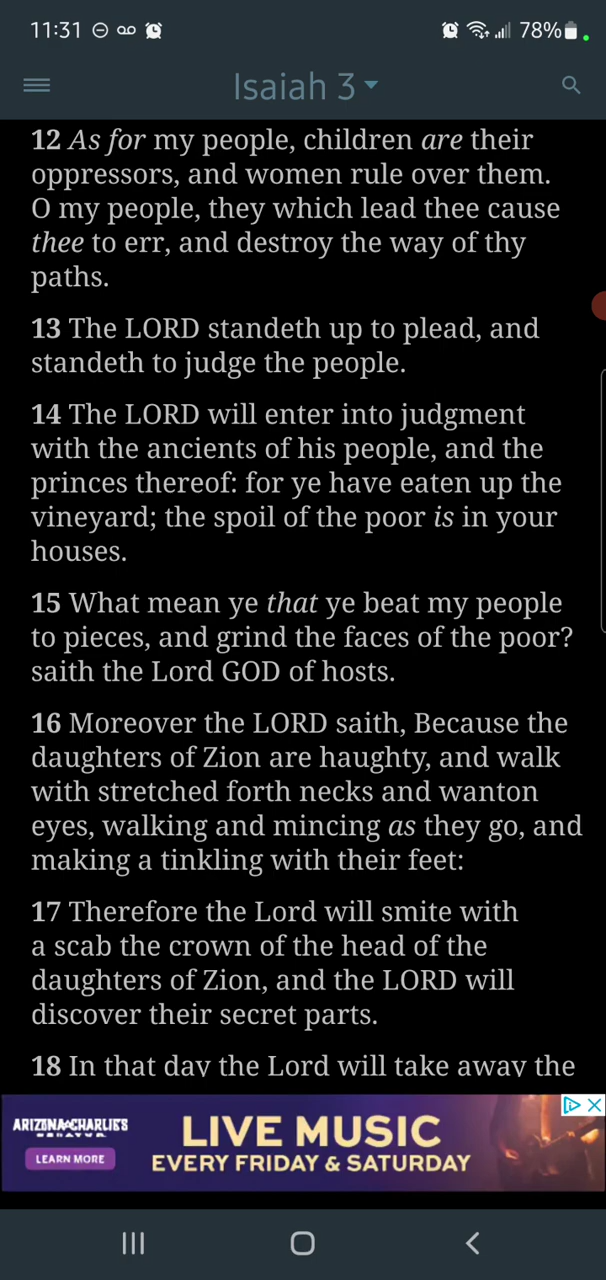 11:31
78%
Isaiah 3
12 As for my people, children are their
oppressors, and women rule over them.
O my people, they which lead thee cause
thee to err, and destroy the way of thy
paths.
13 The LORD standeth up to plead, and
standeth to judge the people.
14 The LORD will enter into judgment
with the ancients of his people, and the
princes thereof: for ye have eaten up the
vineyard; the spoil of the poor is in your
houses.
15 What mean ye that ye beat my people
to pieces, and grind the faces of the poor?
saith the Lord GOD of hosts.
16 Moreover the LORD saith, Because the
daughters of Zion are haughty, and walk
with stretched forth necks and wanton
eyes, walking and mincing as they go, and
making a tinkling with their feet:
17 Therefore the Lord will smite with
a scab the crown of the head of the
daughters of Zion, and the LORD will
discover their secret parts.
18 In that day the Lord will take away the
ARIZONA CHARLIE'S
LEARN MORE
LIVE MUSIC
EVERY FRIDAY & SATURDAY